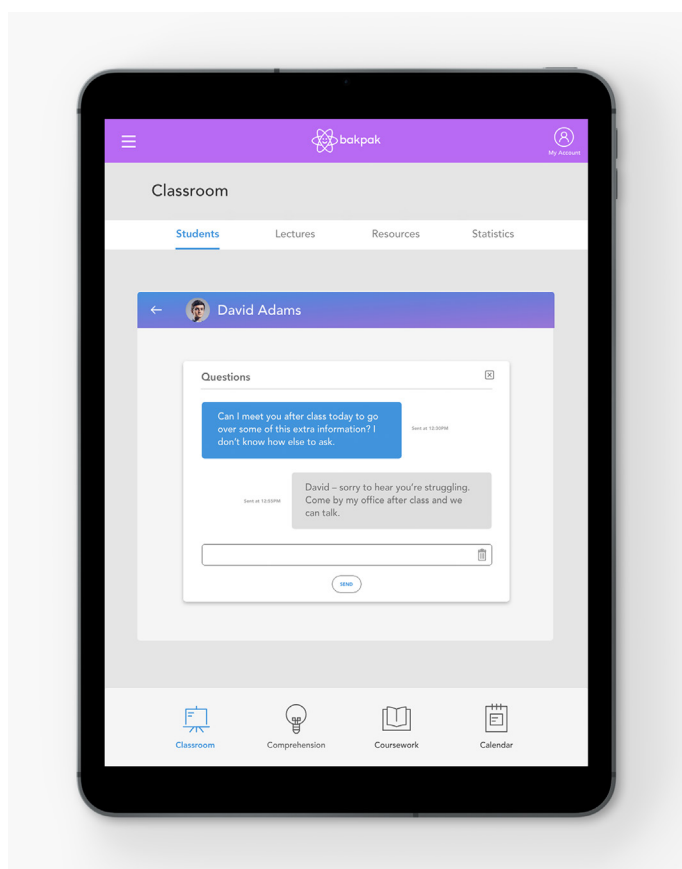 bakpak
My Account
Classroom
Students Lectures Resources Statistics
David Adams
Questions
Can I meet you after class today to go
over some of this extra information? I
don't know how else to ask.
Sent at 12:30PM
David – sorry to hear you're struggling.
Come by my office after class and we
can talk.
Sent at 12:35PM
SEND
Classroom Comprehension Coursework Calendar